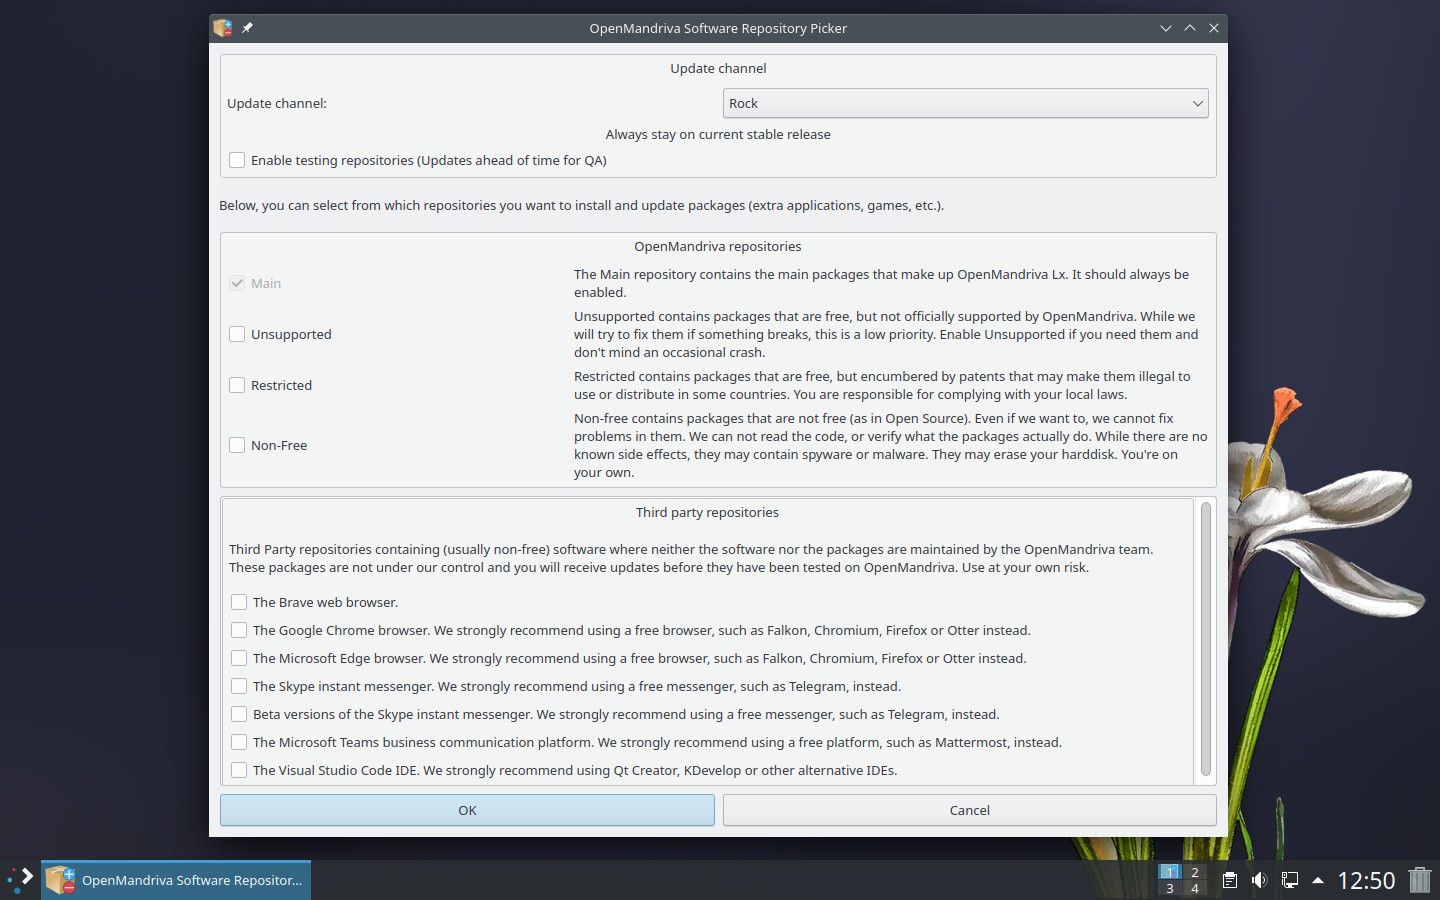 OpenMandriva Software Repository Picker
Update channel
Update channel:
Rock
Always stay on current stable release
Enable testing repositories (Updates ahead of time for QA)
Below, you can select from which repositories you want to install and update packages (extra applications, games, etc.).
OpenMandriva repositories
Main
The Main repository contains the main packages that make up OpenMandriva Lx. It should always be
enabled.
Unsupported
Unsupported contains packages that are free, but not officially supported by OpenMandriva. While we
will try to fix them if something breaks, this is a low priority. Enable Unsupported if you need them and
don't mind an occasional crash.
Restricted
Restricted contains packages that are free, but encumbered by patents that may make them illegal to
use or distribute in some countries. You are responsible for complying with your local laws.
Non-Free
Non-free contains packages that are not free (as in Open Source). Even if we want to, we cannot fix
problems in them. We can not read the code, or verify what the packages actually do. While there are no
known side effects, they may contain spyware or malware. They may erase your harddisk. You're on
your own.
Third party repositories
Third Party repositories containing (usually non-free) software where neither the software nor the packages are maintained by the OpenMandriva team.
These packages are not under our control and you will receive updates before they have been tested on OpenMandriva. Use at your own risk.
The Brave web browser.
The Google Chrome browser. We strongly recommend using a free browser, such as Falkon, Chromium, Firefox or Otter instead.
The Microsoft Edge browser. We strongly recommend using a free browser, such as Falkon, Chromium, Firefox or Otter instead.
The Skype instant messenger. We strongly recommend using a free messenger, such as Telegram, instead.
Beta versions of the Skype instant messenger. We strongly recommend using a free messenger, such as Telegram, instead.
The Microsoft Teams business communication platform. We strongly recommend using a free platform, such as Mattermost, instead.
The Visual Studio Code IDE. We strongly recommend using Qt Creator, KDevelop or other alternative IDEs.
OK
Cancel
OpenMandriva Software Repositor...
1 2
3 4
12:50